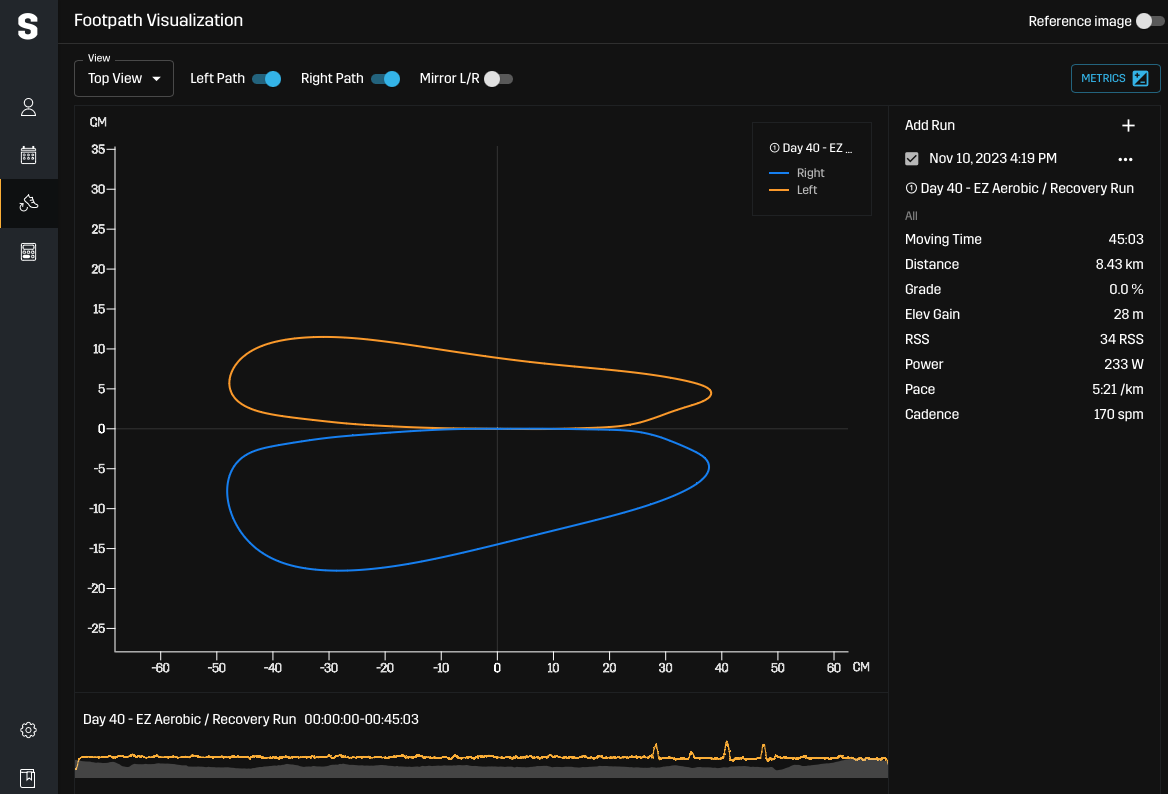 S
Footpath Visualization
Reference image
View
Top View
Left Path
Right Path
Mirror L/R
METRICS
CM
35
30
25
20
15
10
5
0
-5
-10
-15
-20
-25
-60 -50 -40 -30 -20 -10 0 10 20 30 40 50 60 CM
① Day 40 - EZ ...
Right
Left
Add Run
Nov 10, 2023 4:19 PM
① Day 40 - EZ Aerobic / Recovery Run
All
Moving Time 45:03
Distance 8.43 km
Grade 0.0 %
Elev Gain 28 m
RSS 34 RSS
Power 233 W
Pace 5:21 /km
Cadence 170 spm
Day 40 - EZ Aerobic / Recovery Run 00:00:00-00:45:03